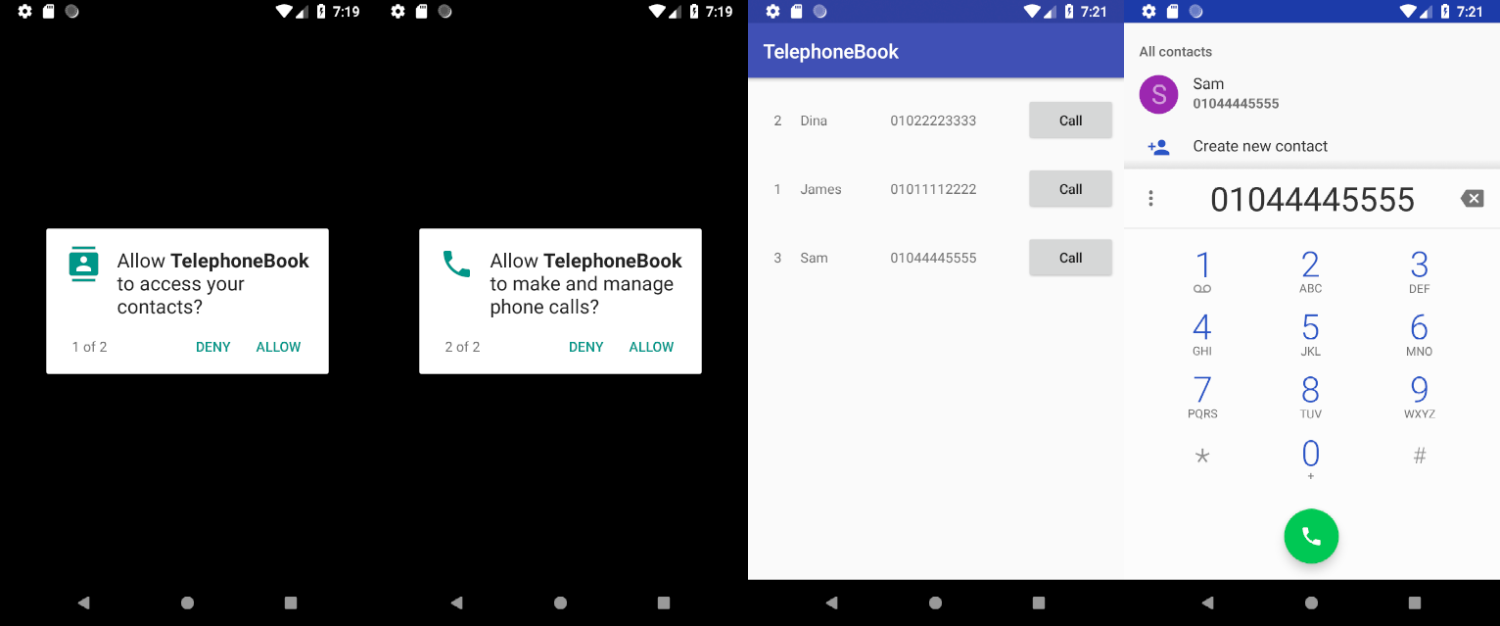 7:19
Allow TelephoneBook
to access your
contacts?
1 of 2 DENY ALLOW
7:19
Allow TelephoneBook
to make and manage
phone calls?
2 of 2 DENY ALLOW
7:21
TelephoneBook
2 Dina 01022223333 Call
1 James 01011112222 Call
3 Sam 01044445555 Call
7:21
All contacts
S
Sam
01044445555
Create new contact
01044445555
1 2 3
ABC DEF
4 5 6
GHI JKL MNO
7 8 9
PQRS TUV WXYZ
* 0 #
+